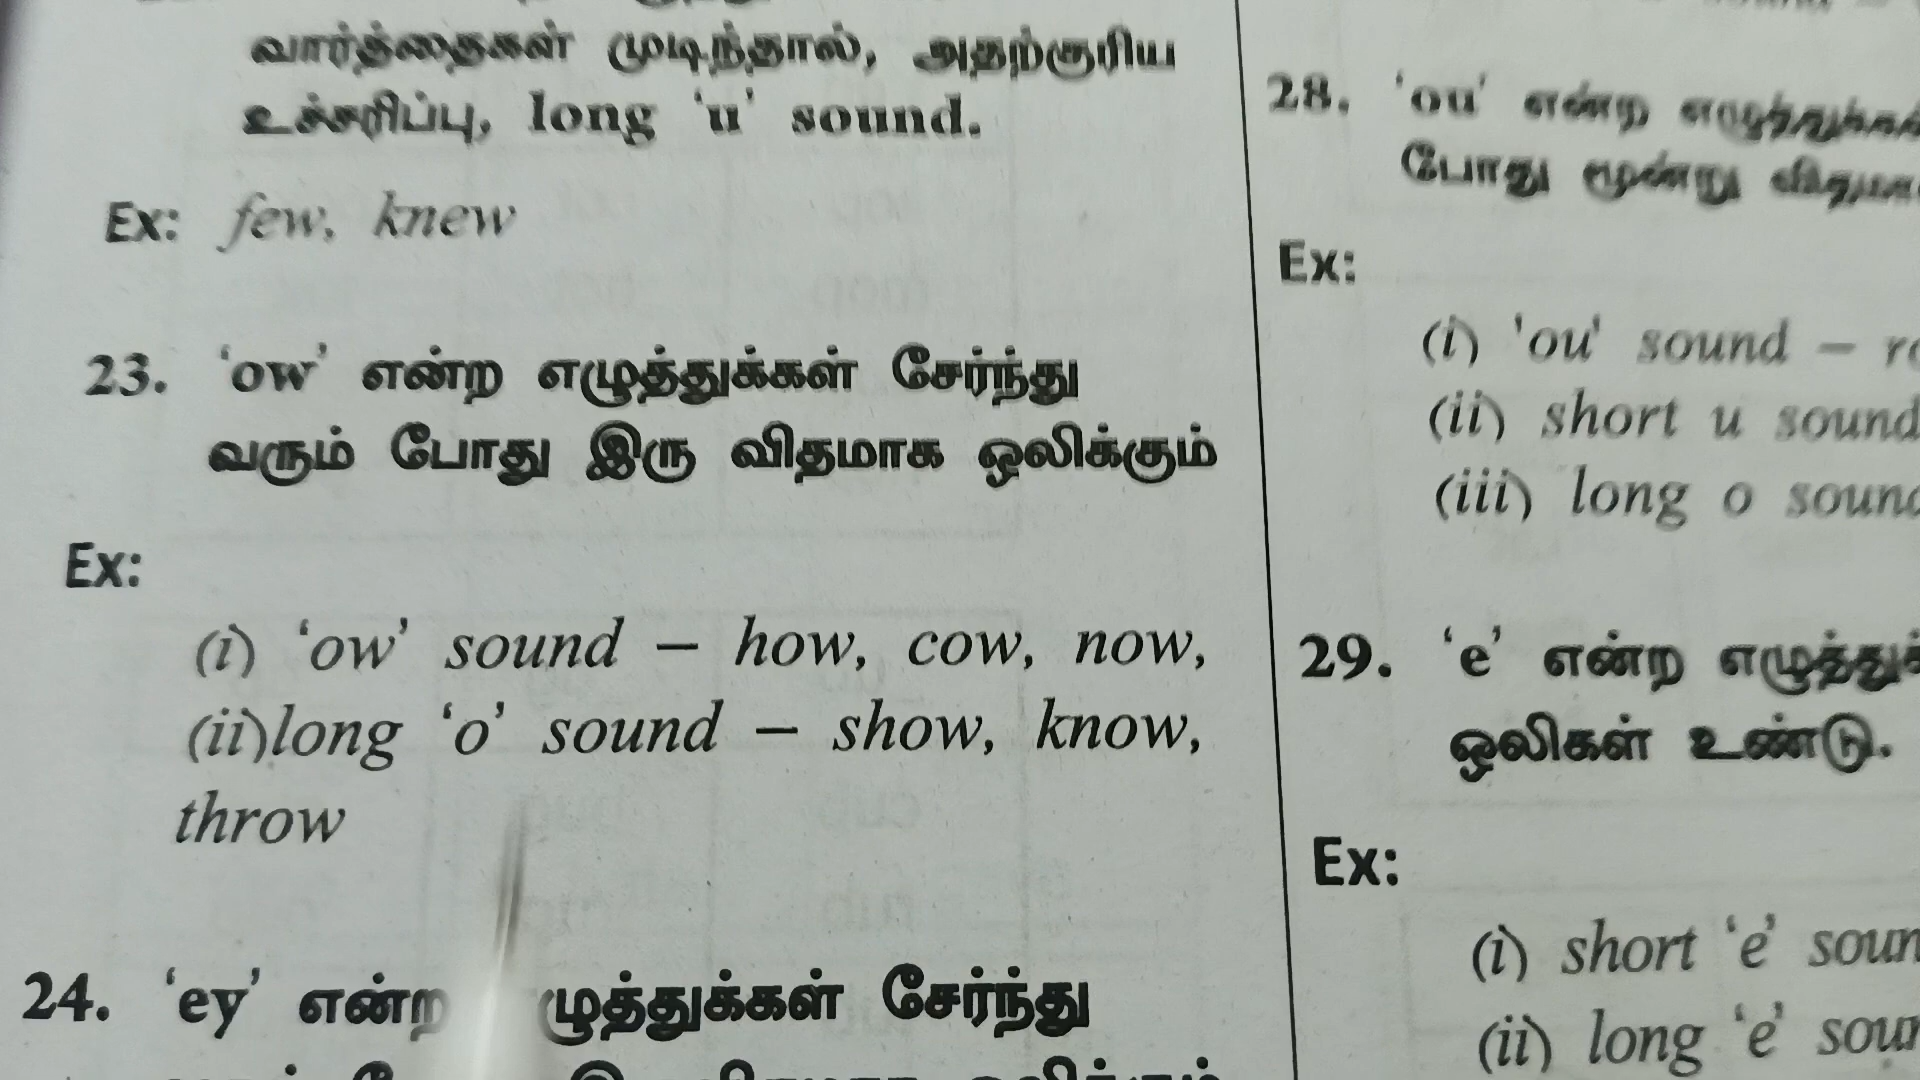 வார்த்தைகள் முடிந்தால், அதற்குரிய
உச்சரிப்பு, long 'u' sound.
Ex: few, knew
23. 'ow' என்ற எழுத்துக்கள் சேர்ந்து
வரும் போது இரு விதமாக ஒலிக்கும்
Ex:
(i) 'ow' sound – how, cow, now,
(ii)long 'o' sound – show, know,
throw
24. 'ey' என்ற சேர்ந்து
28. 'ou' என்ற
போது மூன்று
Ex:
(i) 'ou' sound –
(ii) short u sound
(iii) long o
29. 'e' என்ற
ஒலிகள் உண்டு.
Ex:
(i) short 'e'
(ii) long 'e'